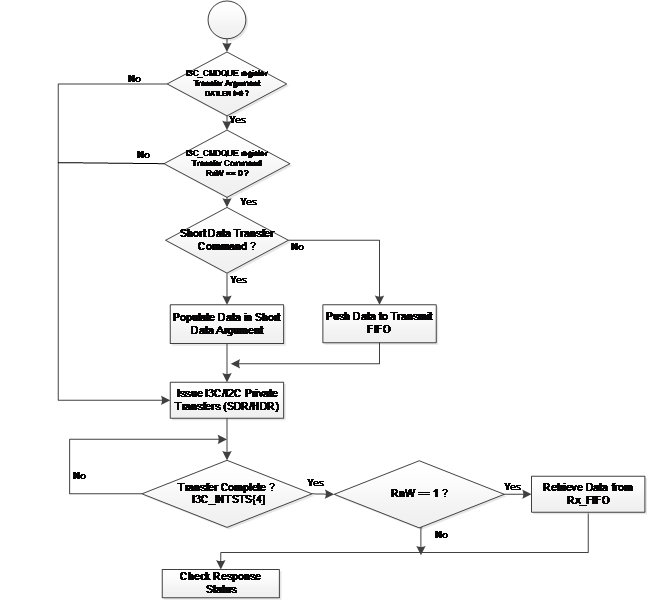 I3C_CMDQUE register
Transfer Argument
DATLEN !=0 ?
No
Yes
I3C_CMDQUE register
Transfer Command
RnW == 0 ?
No
Yes
Short Data Transfer
Command ?
No
Yes
Populate Data in Short
Data Argument
Push Data to Transmit
FIFO
Issue I3C/I2C Private
Transfers (SDR/HDR)
No
Transfer Complete ?
I3C_INTSTS[4]
Yes
RnW == 1 ?
Yes
Retrieve Data from
Rx_FIFO
No
Check Response
Status